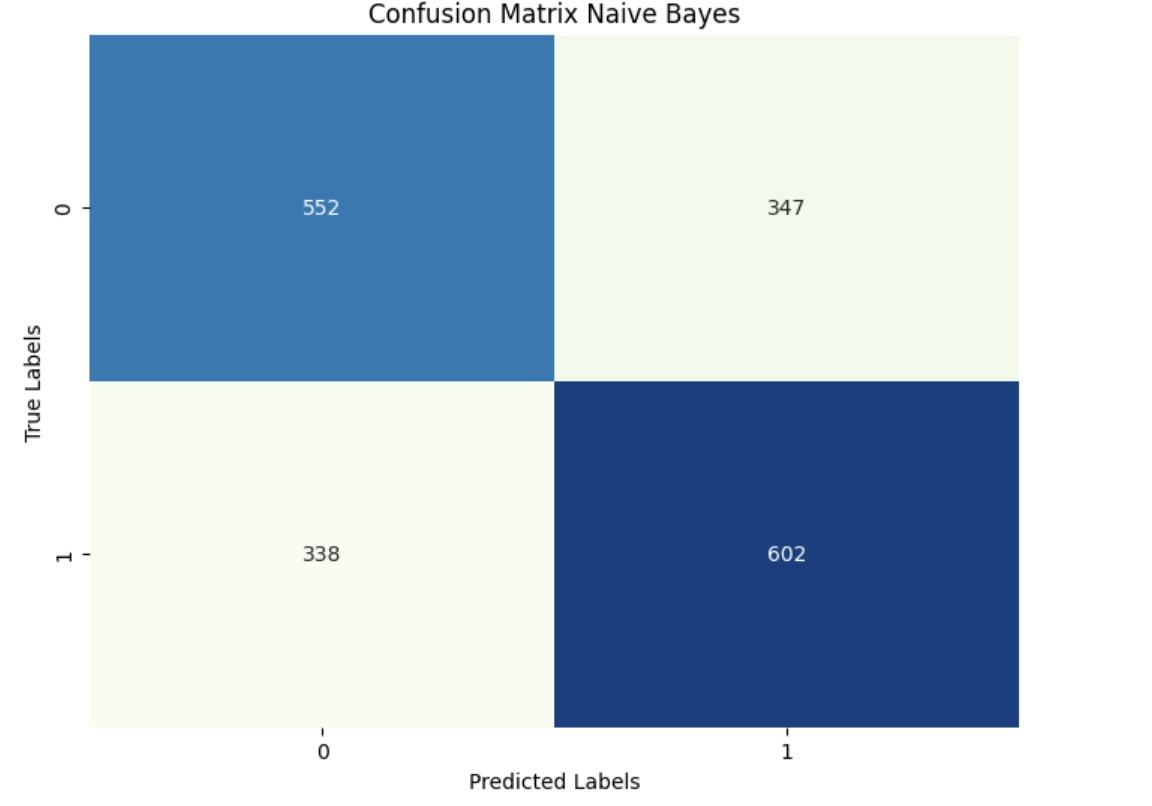 Confusion Matrix Naive Bayes
0
552
347
True Labels
1
338
602
0
1
Predicted Labels